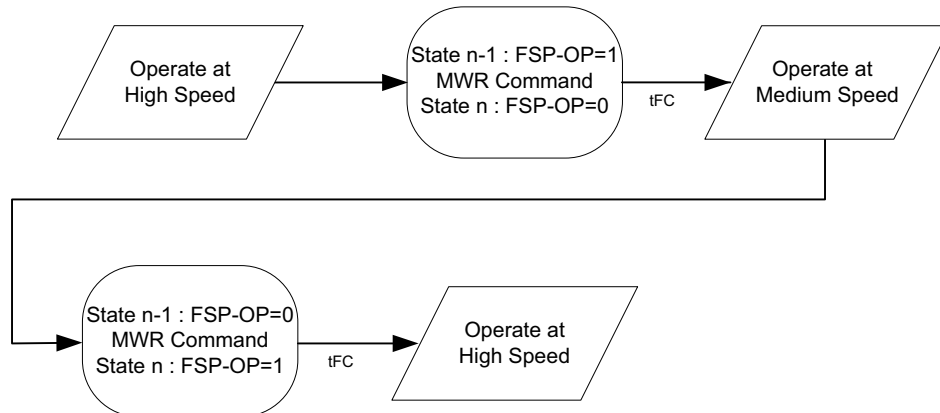 Operate at
High Speed
State n-1 : FSP-OP=1
MWR Command
State n : FSP-OP=0
tFC
Operate at
Medium Speed
State n-1 : FSP-OP=0
MWR Command
State n : FSP-OP=1
tFC
Operate at
High Speed